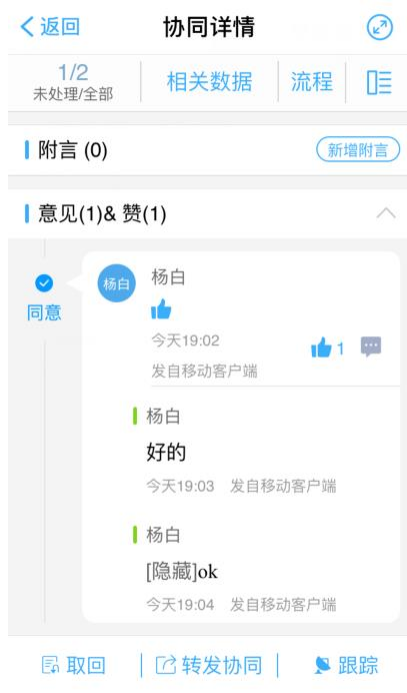 返回 协同详情
1/2 相关数据 流程
未处理/全部
附言 (0) 新增附言
意见(1)& 赞(1)
杨白 杨白
同意
今天19:02 1
发自移动客户端
杨白
好的
今天19:03 发自移动客户端
杨白
[隐藏]ok
今天19:04 发自移动客户端
取回 转发协同 跟踪